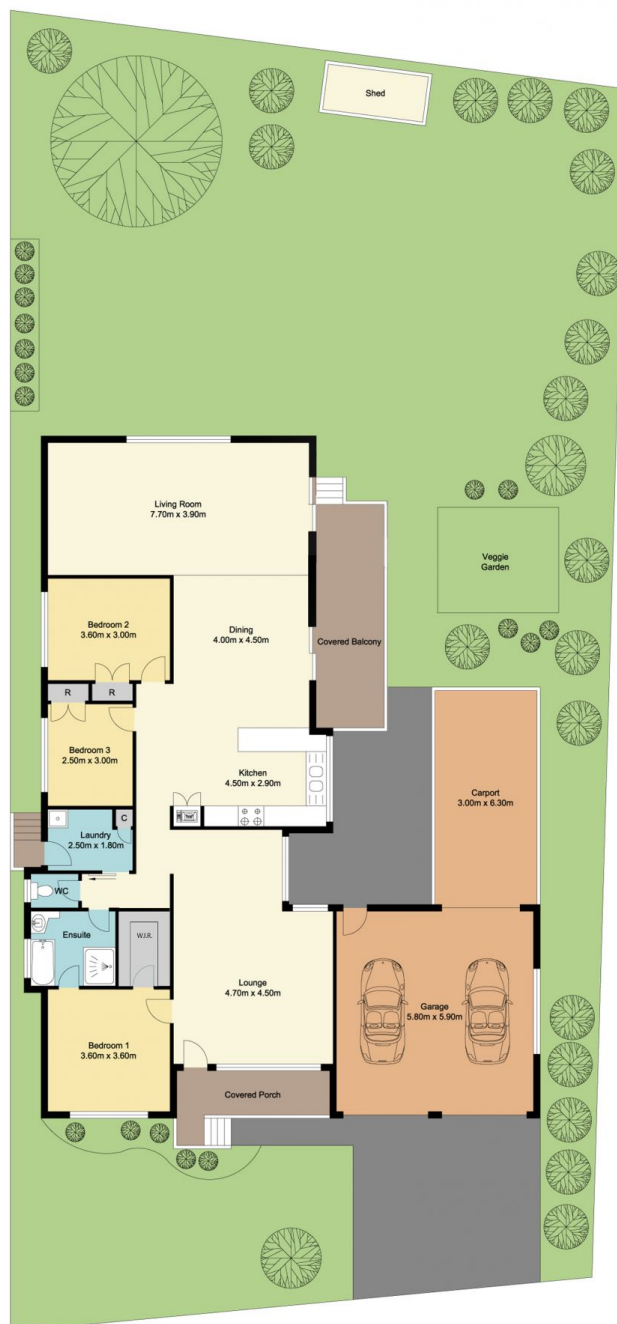 Shed
Living Room
7.70m x 3.90m
Veggie
Garden
Bedroom 2
3.60m x 3.00m
Dining
4.00m x 4.50m
Covered Balcony
R
R
Bedroom 3
2.50m x 3.00m
Kitchen
4.50m x 2.90m
Carport
3.00m x 6.30m
C
Laundry
2.50m x 1.80m
WC
Ensuite
W.I.R.
Lounge
4.70m x 4.50m
Garage
5.80m x 5.90m
Bedroom 1
3.60m x 3.60m
Covered Porch